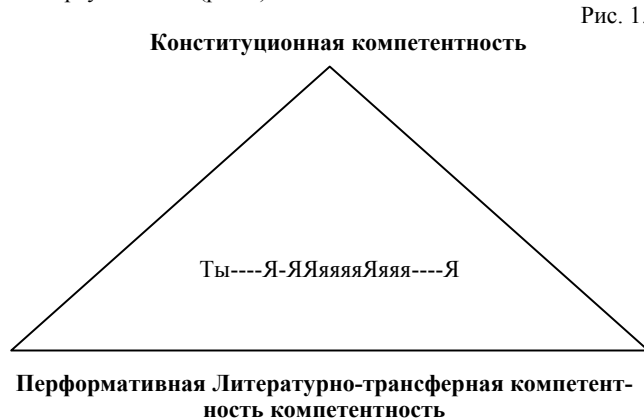 Рис. 1.
Конституционная компетентность
Ты----Я-ЯЯяяяяЯяяя----Я
Перформативная Литературно-трансферная компетент-
ность компетентность